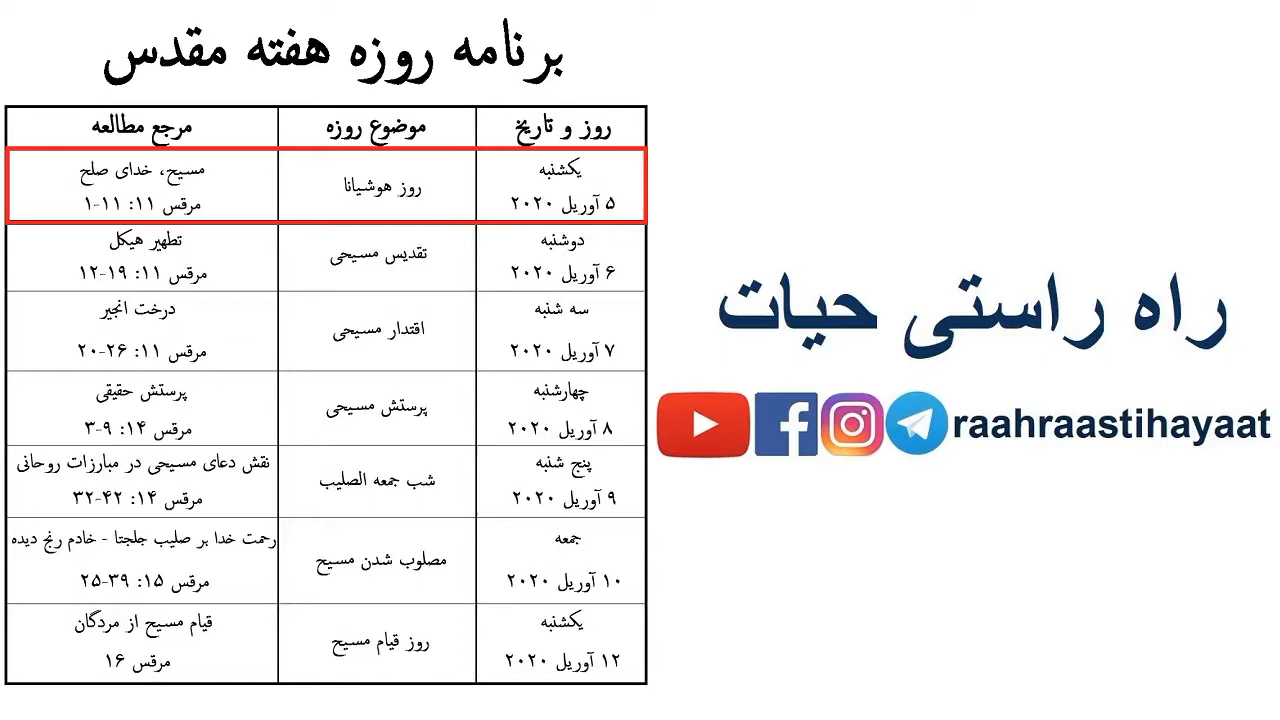 برنامه روزه هفته مقدس
روز و تاریخ
موضوع روزه
مرجع مطالعه
یکشنبه
۵ آوریل ۲۰۲۰
روز هوشیانا
مسیح، خدای صلح
مرقس ۱۱: ۱۱-۱
دوشنبه
۶ آوریل ۲۰۲۰
تقدیس مسیحی
تطهیر هیکل
مرقس ۱۱: ۱۹-۱۲
سه شنبه
۷ آوریل ۲۰۲۰
اقتدار مسیحی
درخت انجیر
مرقس ۱۱: ۲۶-۲۰
چهارشنبه
۸ آوریل ۲۰۲۰
پرستش مسیحی
پرستش حقیقی
مرقس ۱۴: ۹-۳
پنج شنبه
۹ آوریل ۲۰۲۰
شب جمعه الصلیب
نقش دعای مسیحی در مبارزات روحانی
مرقس ۱۴: ۴۲-۳۲
جمعه
۱۰ آوریل ۲۰۲۰
مصلوب شدن مسیح
رحمت خدا بر صلیب جلجتا - خادم رنج دیده
مرقس ۱۵: ۳۹-۲۵
یکشنبه
۱۲ آوریل ۲۰۲۰
روز قیام مسیح
قیام مسیح از مردگان
مرقس ۱۶
راه راستی حیات
raahraastihayaat